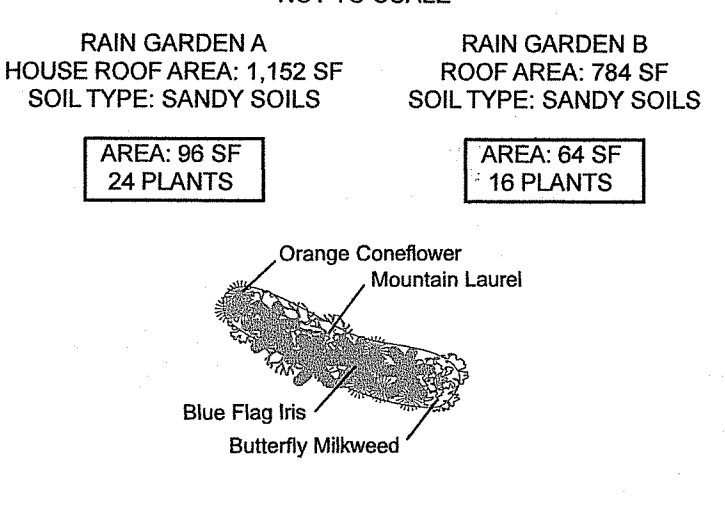 RAIN GARDEN A
HOUSE ROOF AREA: 1,152 SF
SOIL TYPE: SANDY SOILS
AREA: 96 SF
24 PLANTS
RAIN GARDEN B
ROOF AREA: 784 SF
SOIL TYPE: SANDY SOILS
AREA: 64 SF
16 PLANTS
Orange Coneflower
Mountain Laurel
Blue Flag Iris
Butterfly Milkweed